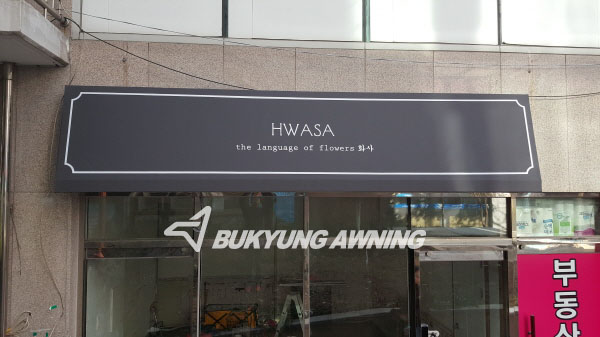 HWASA
the language of flowers 화사
BUKYUNG AWNING
부동산